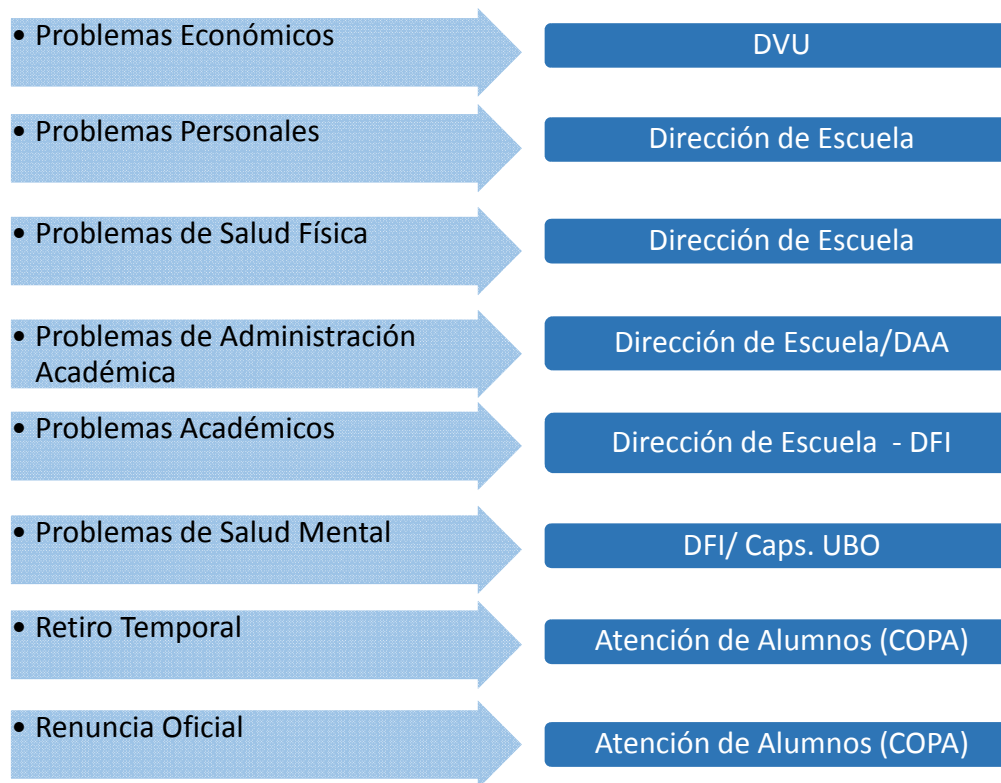 • Problemas Económicos
DVU
• Problemas Personales
Dirección de Escuela
• Problemas de Salud Física
Dirección de Escuela
• Problemas de Administración
Académica
Dirección de Escuela/DAA
• Problemas Académicos
Dirección de Escuela - DFI
• Problemas de Salud Mental
DFI/ Caps. UBO
• Retiro Temporal
Atención de Alumnos (COPA)
• Renuncia Oficial
Atención de Alumnos (COPA)